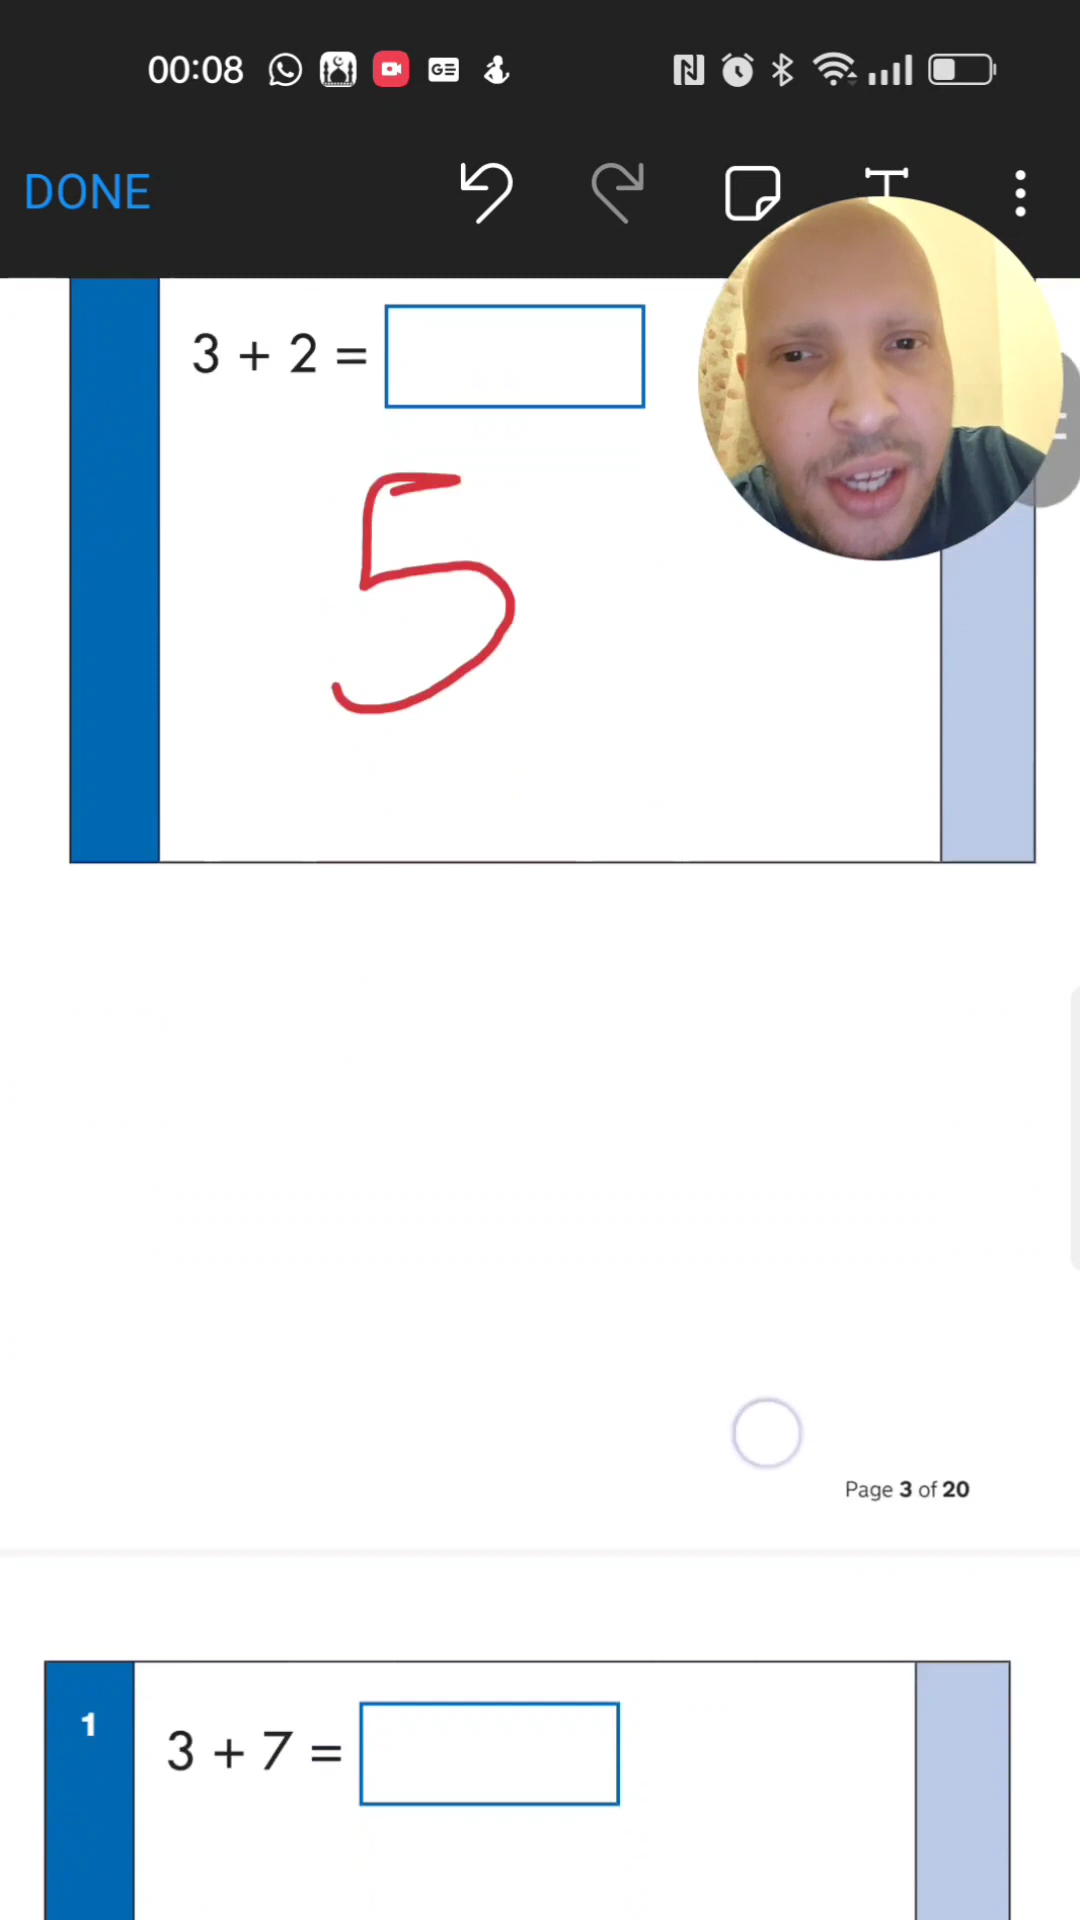 00:08
DONE
3 + 2 =
5
Page 3 of 20
1
3 + 7 =